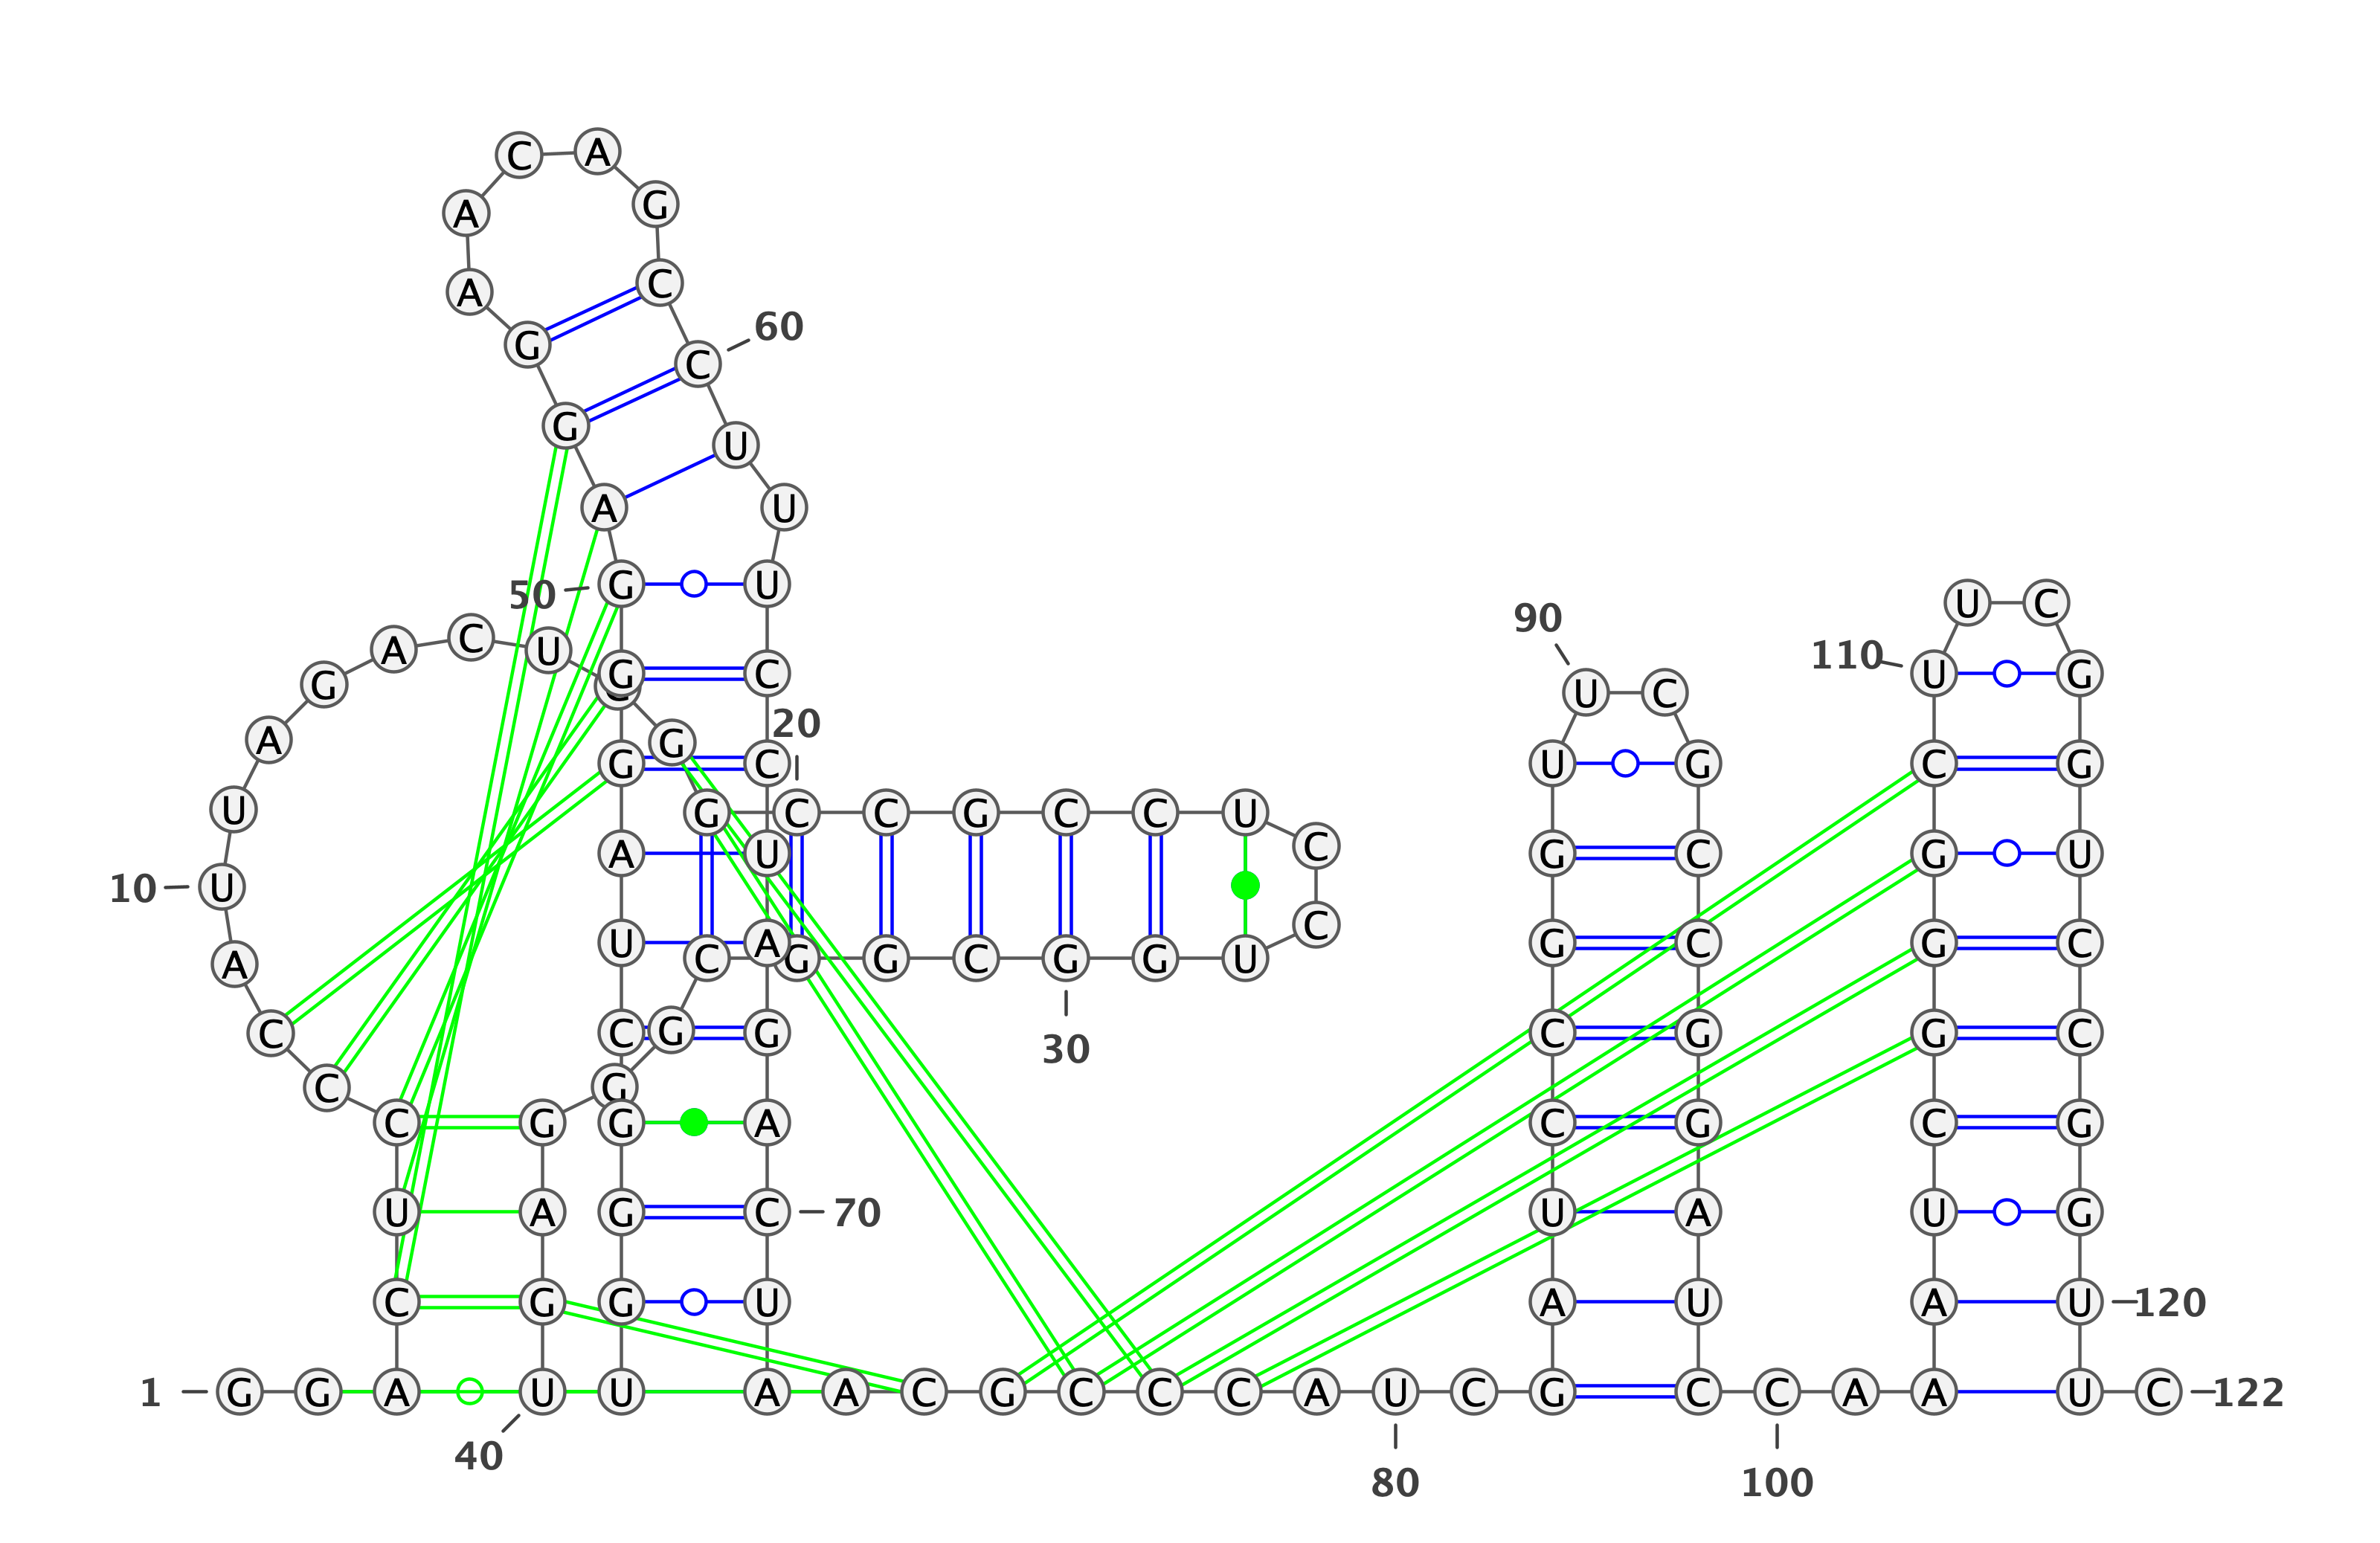 C A
A G
A C
60
G C
G U
A U
50 G U
U C
90
A C U
110
G G C U G
U C
20
A G
G C U G C G
U G C C G C C U
C
A U G C G U
10 U
C
U A G C G C
A C G G C G G U
C C G G C G G C
30
C G
C G G A C G C G
U A G C 70 U A U G
C G G U A U A U 120
1 G G A U U A A C G C C C A U C G C C A A U C 122
40
80 100